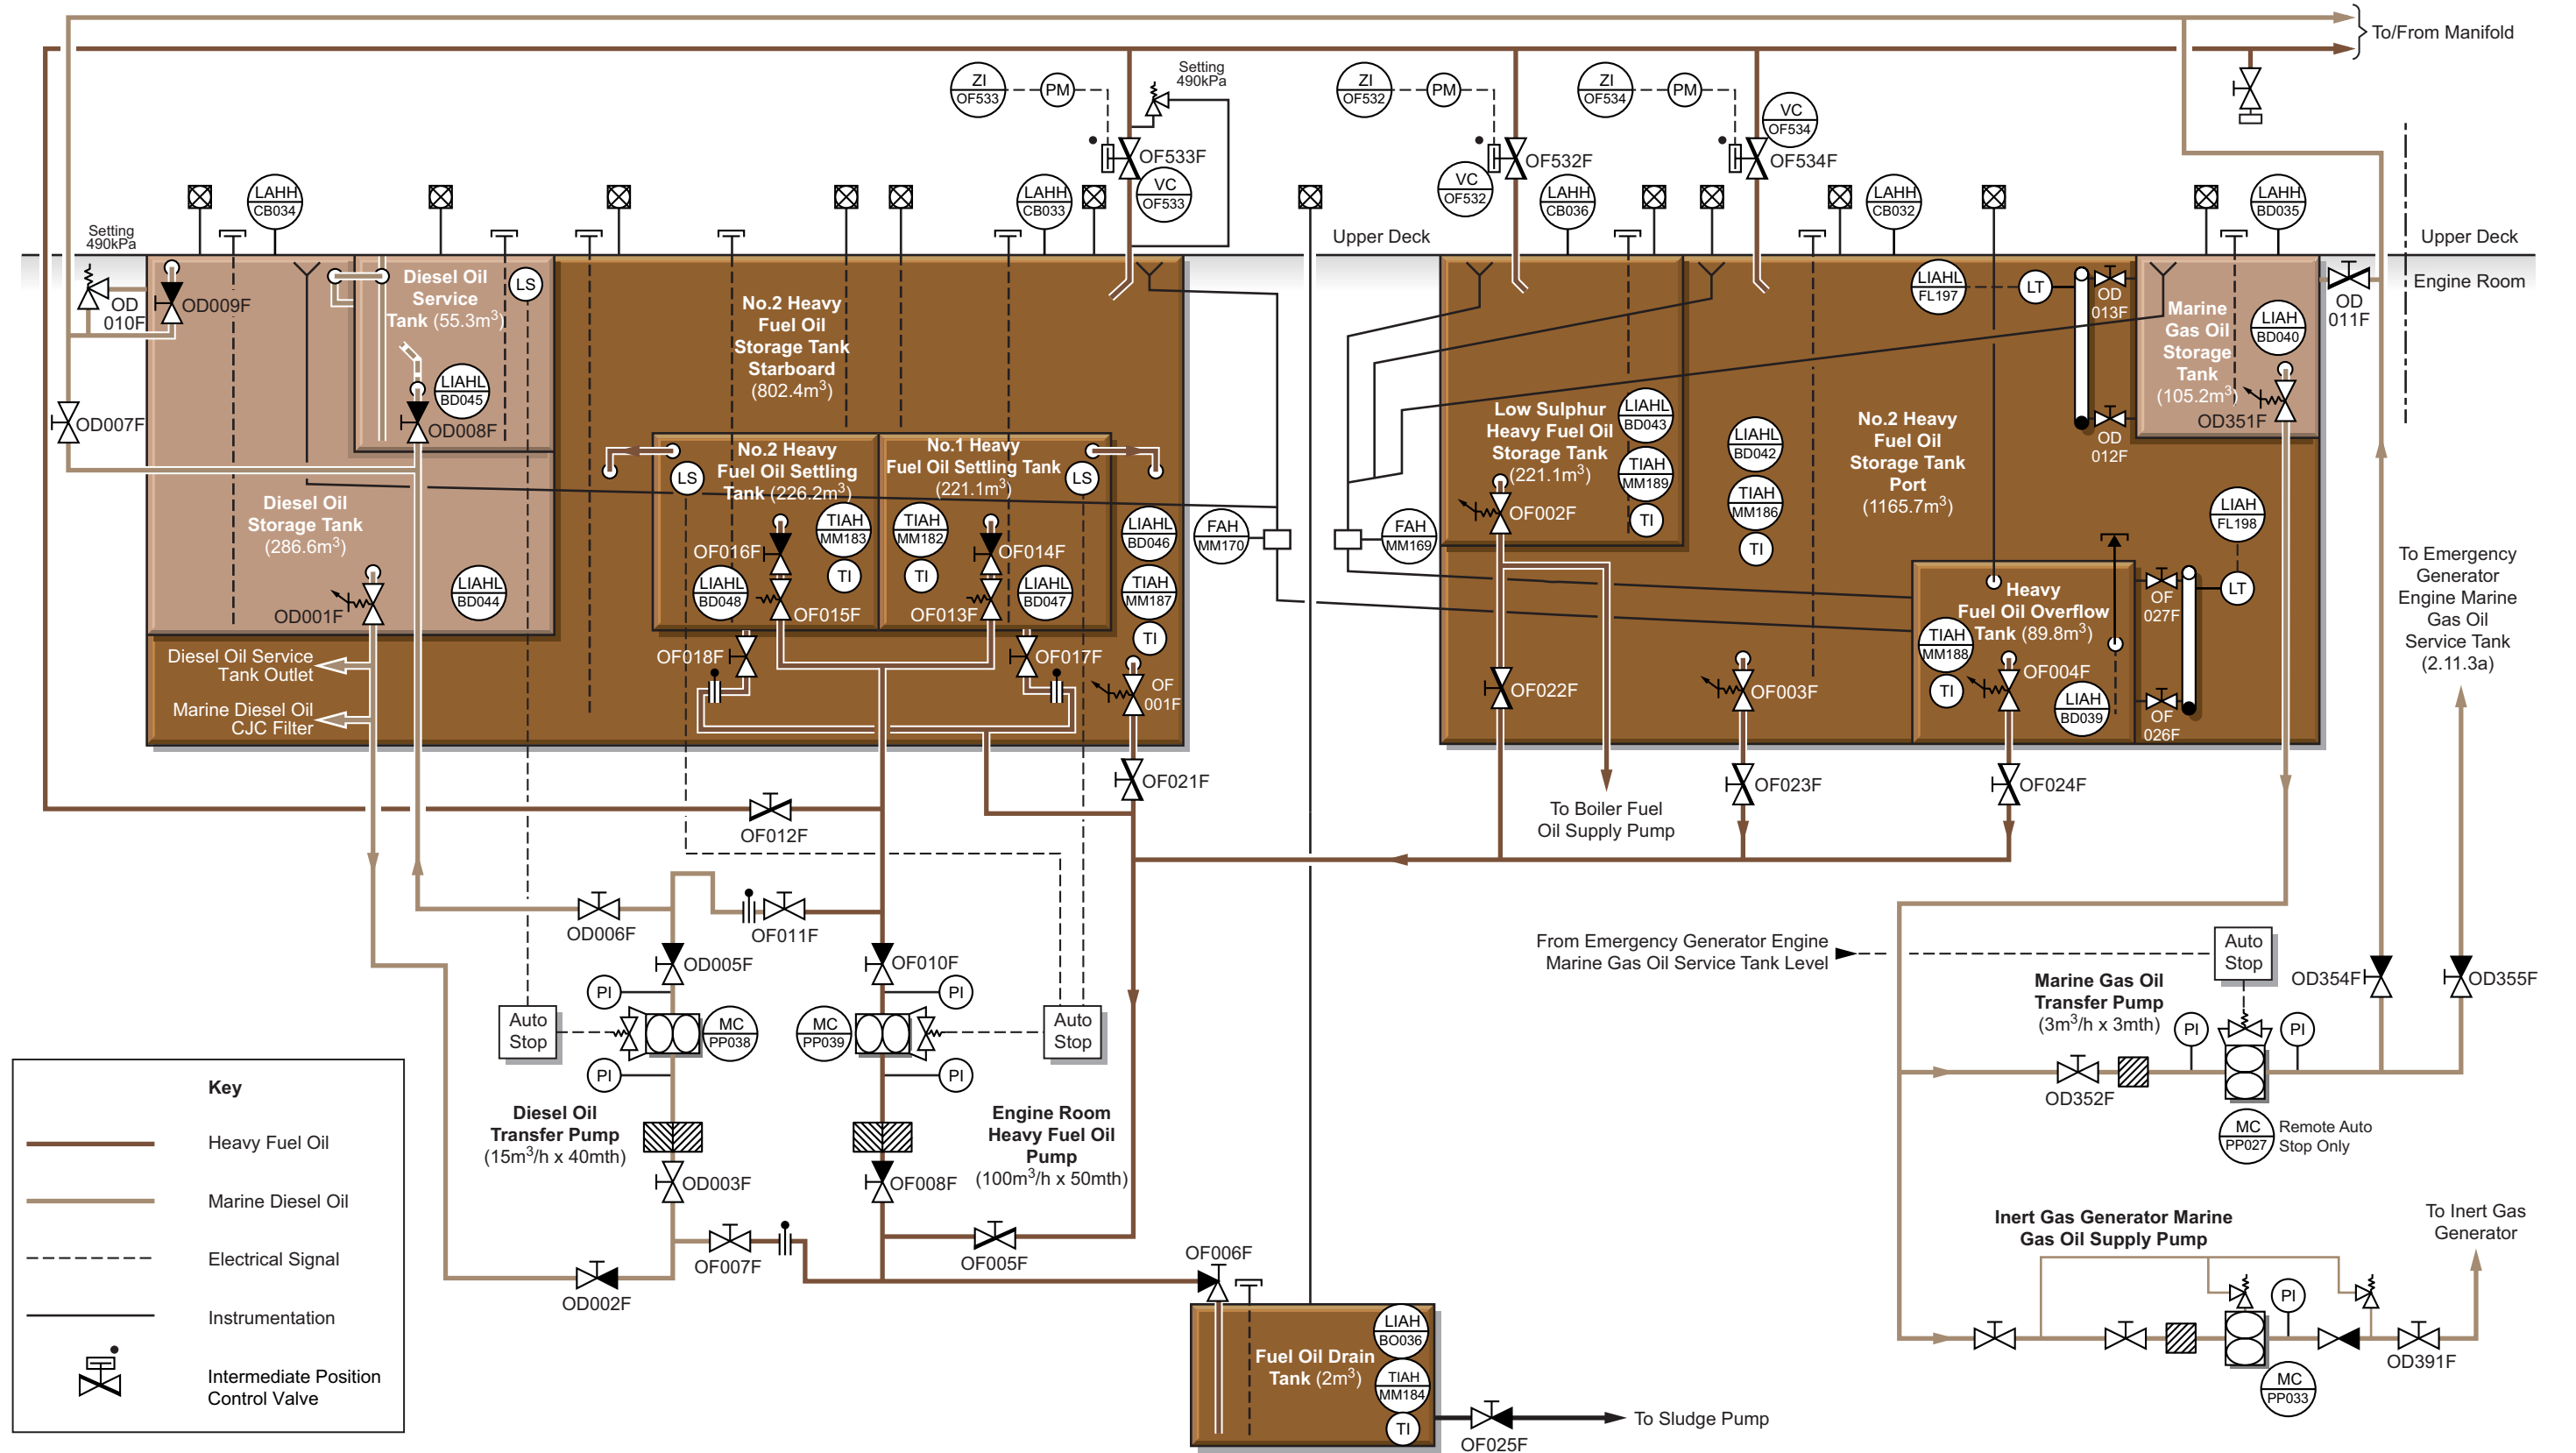 To/From Manifold
Setting
490kPa
ZI
OF533
PM
OF533F
VC
OF533
ZI
OF532
PM
OF532F
VC
OF532
ZI
OF534
PM
VC
OF534
OF534F
LAHH
CB034
LAHH
CB033
LAHH
CB036
LAHH
CB032
LAHH
BD035
Setting
490kPa
Upper Deck
Upper Deck
Engine Room
OD
010F
OD009F
Diesel Oil
Service
Tank (55.3m³)
LS
LIAHL
BD045
OD008F
OD007F
No.2 Heavy
Fuel Oil
Storage Tank
Starboard
(802.4m³)
LIAHL
FL197
LT
OD
013F
OD
012F
Marine
Gas Oil
Storage
Tank
(105.2m³)
LIAH
BD040
OD351F
OD
011F
Diesel Oil
Storage Tank
(286.6m³)
OD001F
LIAHL
BD044
Diesel Oil Service
Tank Outlet
Marine Diesel Oil
CJC Filter
No.2 Heavy
Fuel Oil Settling
Tank (226.2m³)
LS
OF016F
TIAH
MM183
TI
LIAHL
BD048
OF015F
OF018F
No.1 Heavy
Fuel Oil Settling Tank
(221.1m³)
LS
TIAH
MM182
TI
OF014F
LIAHL
BD047
OF013F
OF017F
LIAHL
BD046
TIAH
MM187
TI
OF
001F
OF021F
FAH
MM170
FAH
MM169
Low Sulphur
Heavy Fuel Oil
Storage Tank
(221.1m³)
LIAHL
BD043
TIAH
MM189
TI
OF002F
LIAHL
BD042
TIAH
MM186
TI
No.2 Heavy
Fuel Oil
Storage Tank
Port
(1165.7m³)
LIAH
FL198
LT
Heavy
Fuel Oil Overflow
Tank (89.8m³)
TIAH
MM188
TI
OF004F
LIAH
BD039
OF
027F
OF
026F
OF022F
OF003F
OF023F
OF024F
To Boiler Fuel
Oil Supply Pump
To Emergency
Generator
Engine Marine
Gas Oil
Service Tank
(2.11.3a)
OF012F
OD006F
OF011F
OD005F
OF010F
PI
PI
Auto
Stop
MC
PP038
MC
PP039
Auto
Stop
PI
PI
Diesel Oil
Transfer Pump
(15m³/h x 40mth)
Engine Room
Heavy Fuel Oil
Pump
(100m³/h x 50mth)
OD003F
OF008F
OF007F
OF005F
OD002F
OF006F
From Emergency Generator Engine
Marine Gas Oil Service Tank Level
Auto
Stop
Marine Gas Oil
Transfer Pump
(3m³/h x 3mth)
PI
PI
OD354F
OD355F
OD352F
MC
PP027
Remote Auto
Stop Only
Inert Gas Generator Marine
Gas Oil Supply Pump
To Inert Gas
Generator
PI
OD391F
MC
PP033
Fuel Oil Drain
Tank (2m³)
LIAH
BO036
TIAH
MM184
TI
To Sludge Pump
OF025F
Key
Heavy Fuel Oil
Marine Diesel Oil
Electrical Signal
Instrumentation
Intermediate Position
Control Valve